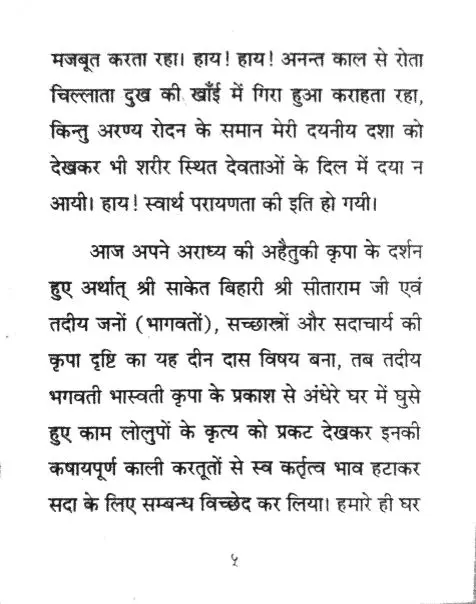 मजबूत करता रहा। हाय! हाय! अनन्त काल से रोता
चिल्लाता दुख की खाँई में गिरा हुआ कराहता रहा,
किन्तु अरण्य रोदन के समान मेरी दयनीय दशा को
देखकर भी शरीर स्थित देवताओं के दिल में दया न
आयी। हाय! स्वार्थ परायणता की इति हो गयी।
आज अपने अराध्य की अहैतुकी कृपा के दर्शन
हुए अर्थात् श्री साकेत बिहारी श्री सीताराम जी एवं
तदीय जनों (भागवतों), सच्छास्त्रों और सदाचार्य की
कृपा दृष्टि का यह दीन दास विषय बना, तब तदीय
भगवती भास्वती कृपा के प्रकाश से अंधेरे घर में घुसे
हुए काम लोलुपों के कृत्य को प्रकट देखकर इनकी
कषायपूर्ण काली करतूतों से स्व कर्तृत्व भाव हटाकर
सदा के लिए सम्बन्ध विच्छेद कर लिया। हमारे ही घर
५